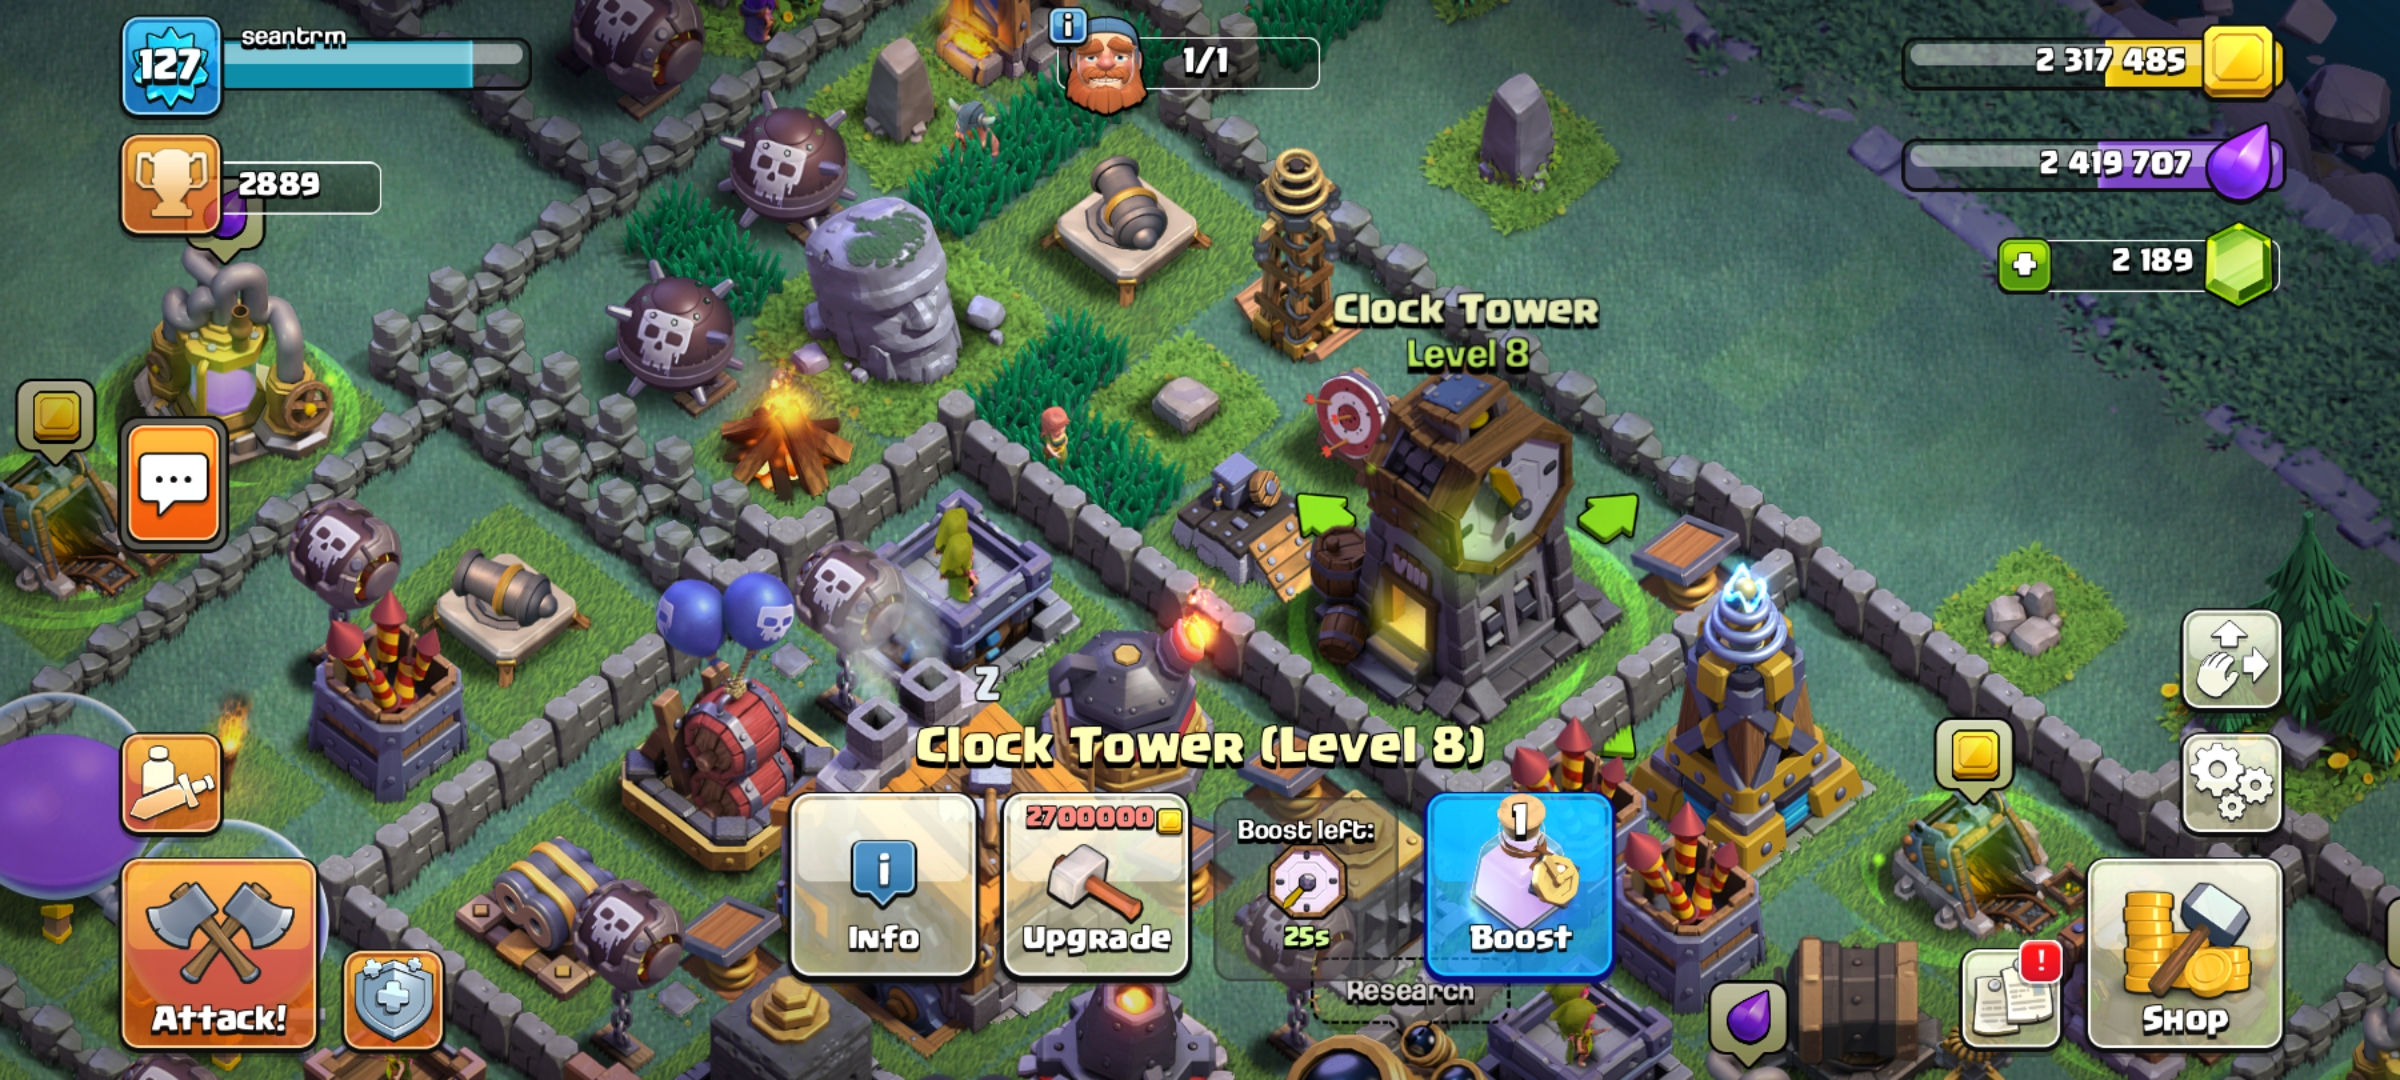 127
seantrm
1/1
2 317 485
2889
2 419 707
2 189
Clock Tower
Level 8
VIII
Z
Clock Tower (Level 8)
2700000
Boost left:
1
Info
Upgrade
25s
Boost
Research
Attack!
!
Shop